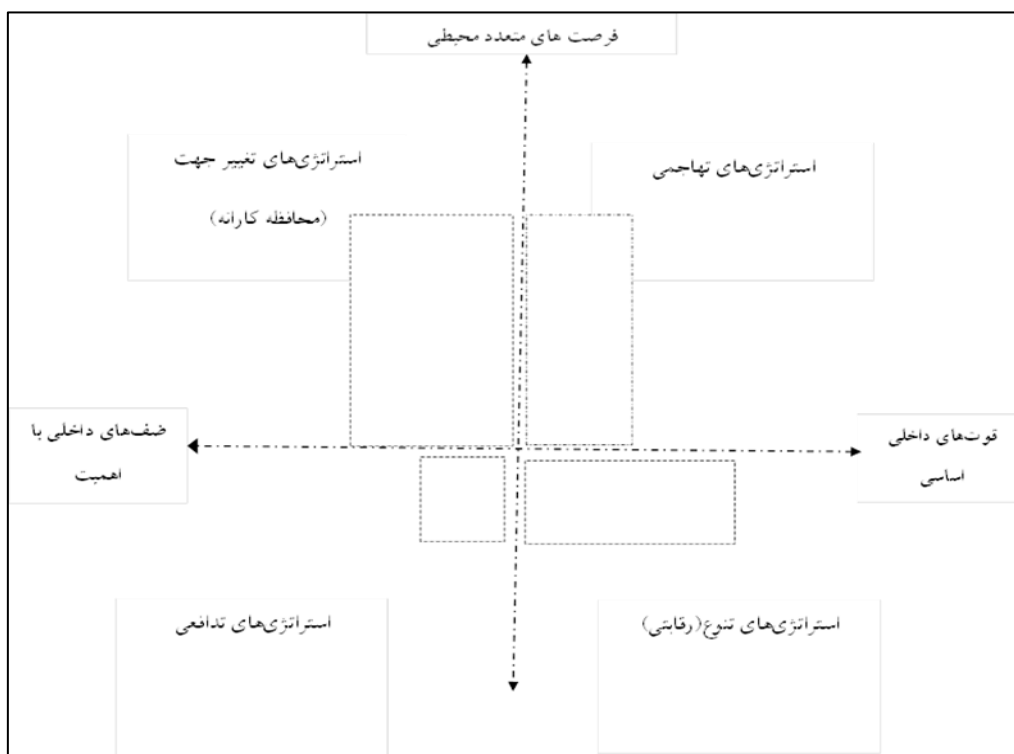 فرصت های متعدد محیطی
استراتژی‌های تهاجمی
استراتژی‌های تغییر جهت
(محافظه کارانه)
قوت‌های داخلی
اساسی
ضف‌های داخلی با
اهمیت
استراتژی‌های تنوع(رقابتی)
استراتژی‌های تدافعی